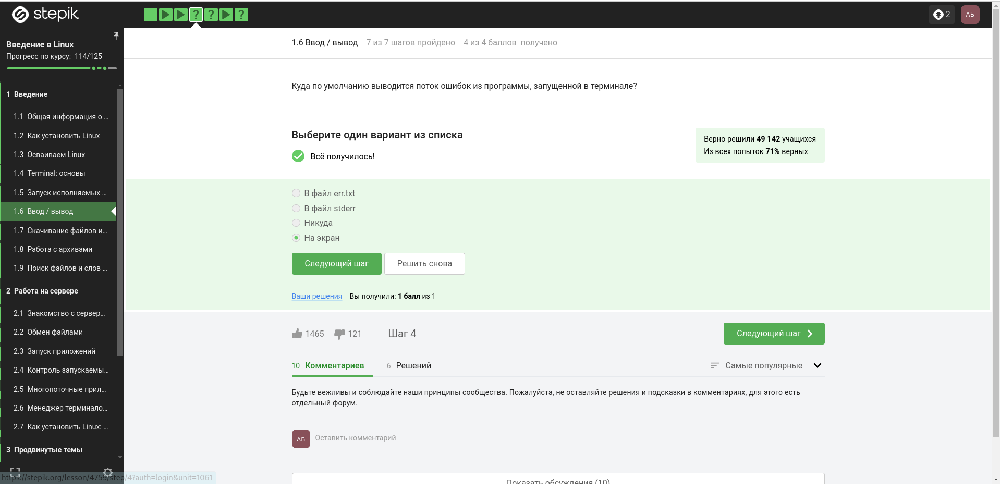 stepik
? ? ?
2
АБ
Введение в Linux
Прогресс по курсу: 114/125
1 Введение
1.1 Общая информация о ...
1.2 Как установить Linux
1.3 Осваиваем Linux
1.4 Terminal: основы
1.5 Запуск исполняемых ...
1.6 Ввод / вывод
1.7 Скачивание файлов и...
1.8 Работа с архивами
1.9 Поиск файлов и слов ...
2 Работа на сервере
2.1 Знакомство с сервер...
2.2 Обмен файлами
2.3 Запуск приложений
2.4 Контроль запускаемы...
2.5 Многопоточные прил...
2.6 Менеджер терминало...
2.7 Как установить Linux: ...
3 Продвинутые темы
https://stepik.org/lesson/4759/step/4?auth=login&unit=1061
1.6 Ввод / вывод 7 из 7 шагов пройдено 4 из 4 баллов получено
Куда по умолчанию выводится поток ошибок из программы, запущенной в терминале?
Выберите один вариант из списка
Всё получилось!
Верно решили 49 142 учащихся
Из всех попыток 71% верных
В файл err.txt
В файл stderr
Никуда
На экран
Следующий шаг
Решить снова
Ваши решения Вы получили: 1 балл из 1
1465 121 Шаг 4
Следующий шаг
10 Комментариев 6 Решений
Самые популярные
Будьте вежливы и соблюдайте наши принципы сообщества. Пожалуйста, не оставляйте решения и подсказки в комментариях, для этого есть
отдельный форум.
АБ
Оставить комментарий
Показать обсуждения (10)